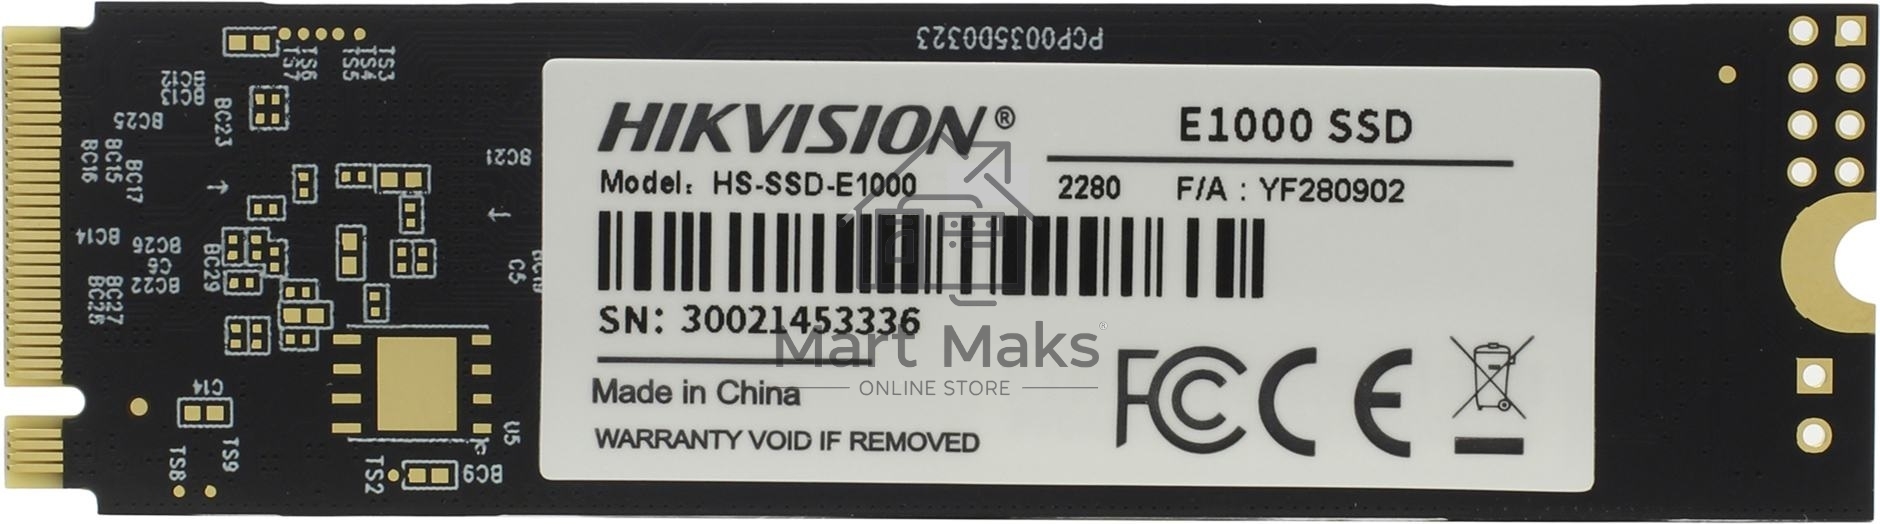 PCP0035D0323
TS7
TS6
TS5
TS4
TS3
BC12
BC13
BC23
BC25
BC16
BC15
BC17
BC21
BC14
BC26
C6
BC22
BC29
C5
BC27
C14
U5
TS8
TS9
TS2
BC9
HIKVISION®
E1000 SSD
Model: HS-SSD-E1000 2280 F/A : YF280902
SN: 30021453336
Mart Maks®
ONLINE STORE
Made in China
WARRANTY VOID IF REMOVED
FC CE